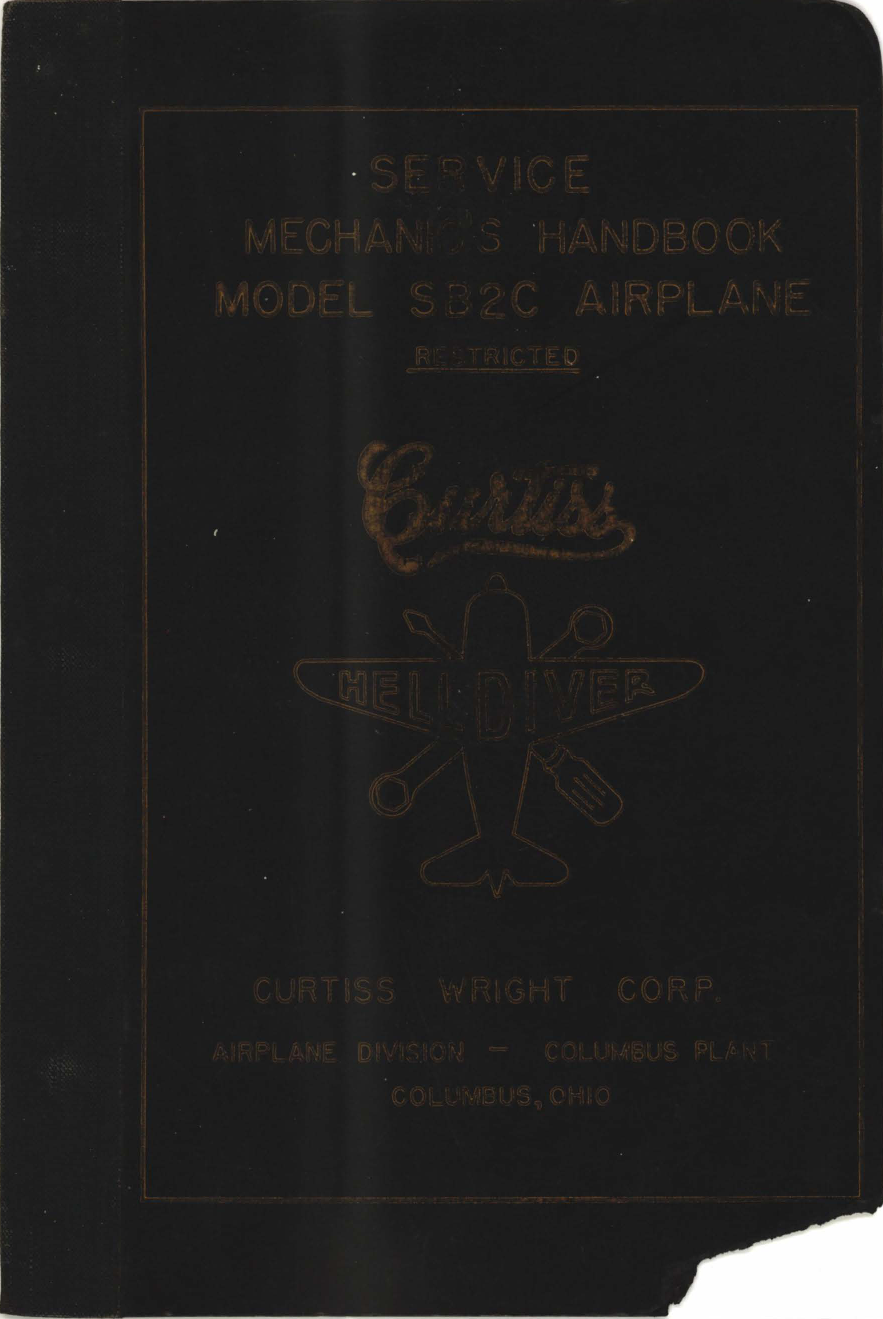 SERVICE
MECHANIC'S HANDBOOK
MODEL SB2C AIRPLANE
RESTRICTED
Curtiss
HELLDIVER
CURTISS WRIGHT CORP.
AIRPLANE DIVISION — COLUMBUS PLANT
COLUMBUS, OHIO